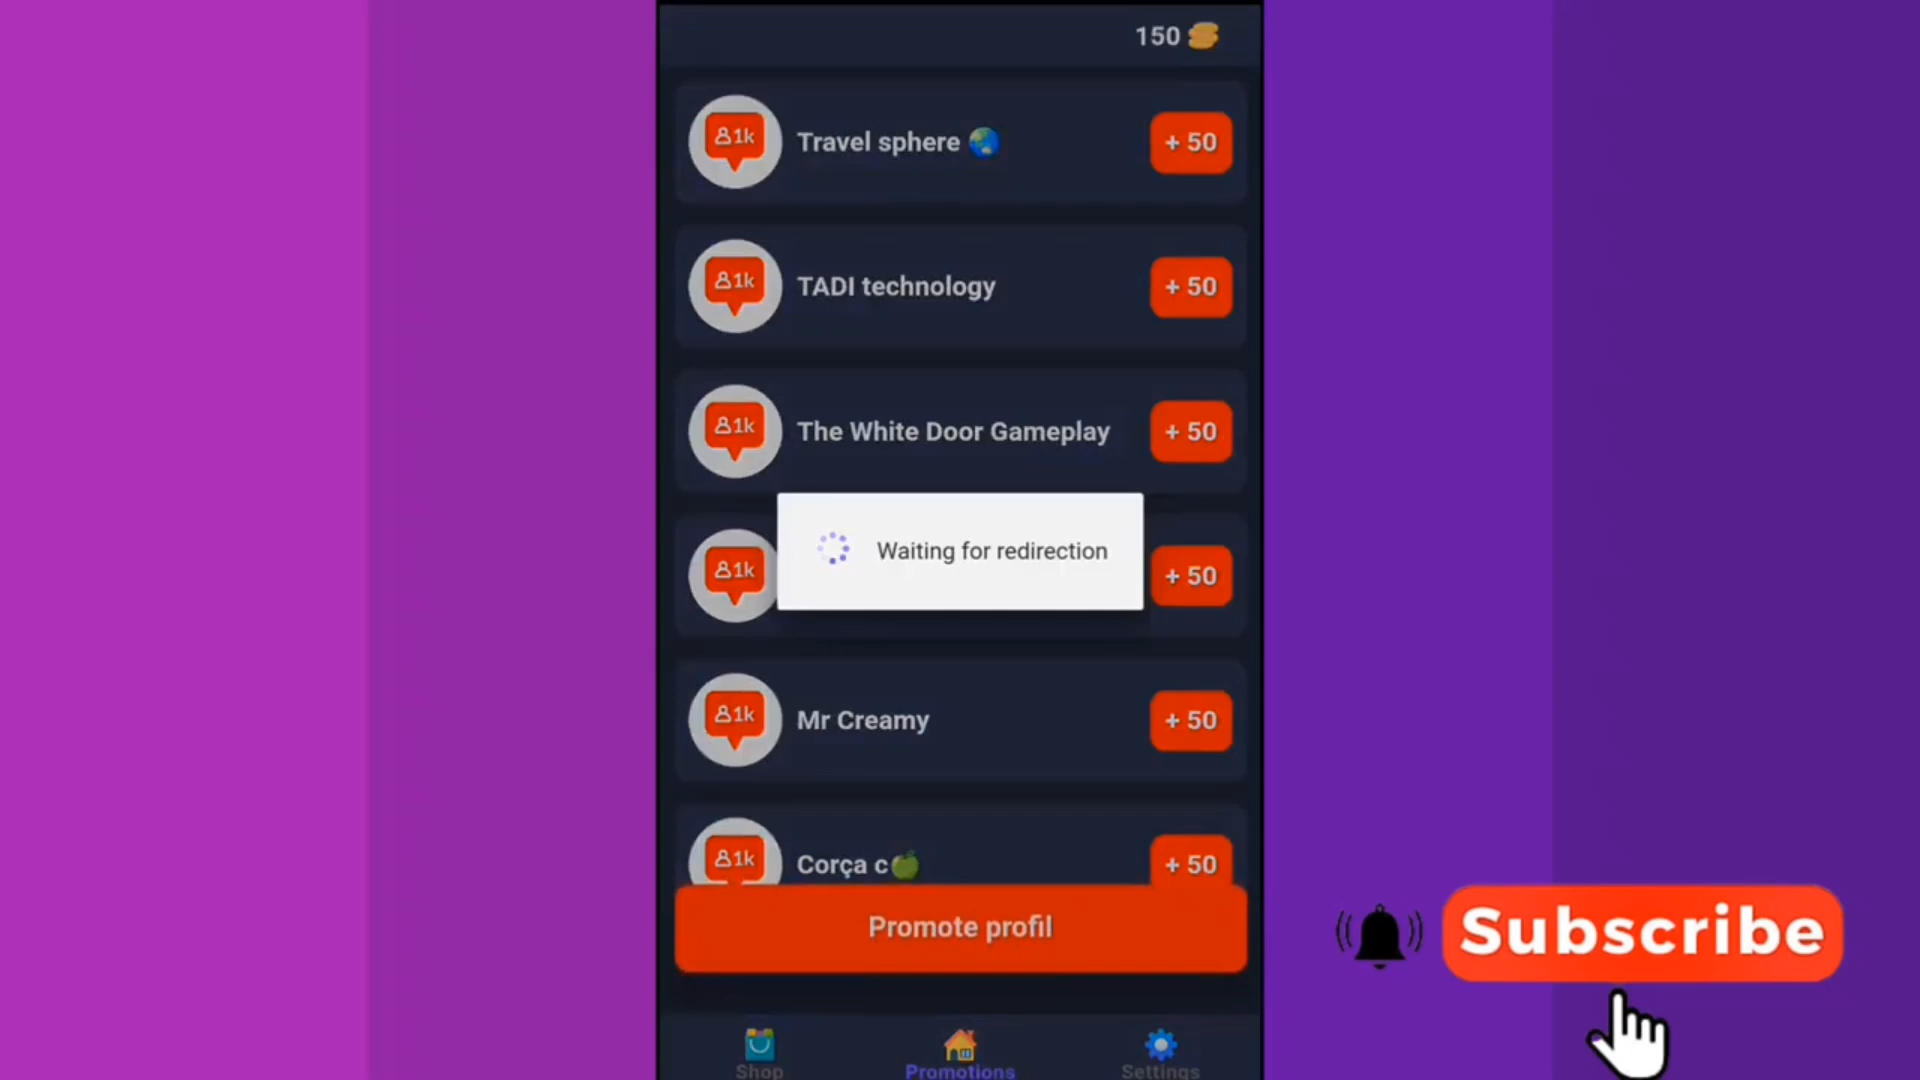 150
1k Travel sphere + 50
1k TADI technology + 50
1k The White Door Gameplay + 50
1k + 50
Waiting for redirection
1k Mr Creamy + 50
1k Corça c + 50
Promote profil
Subscribe
Shop Promotions Settings